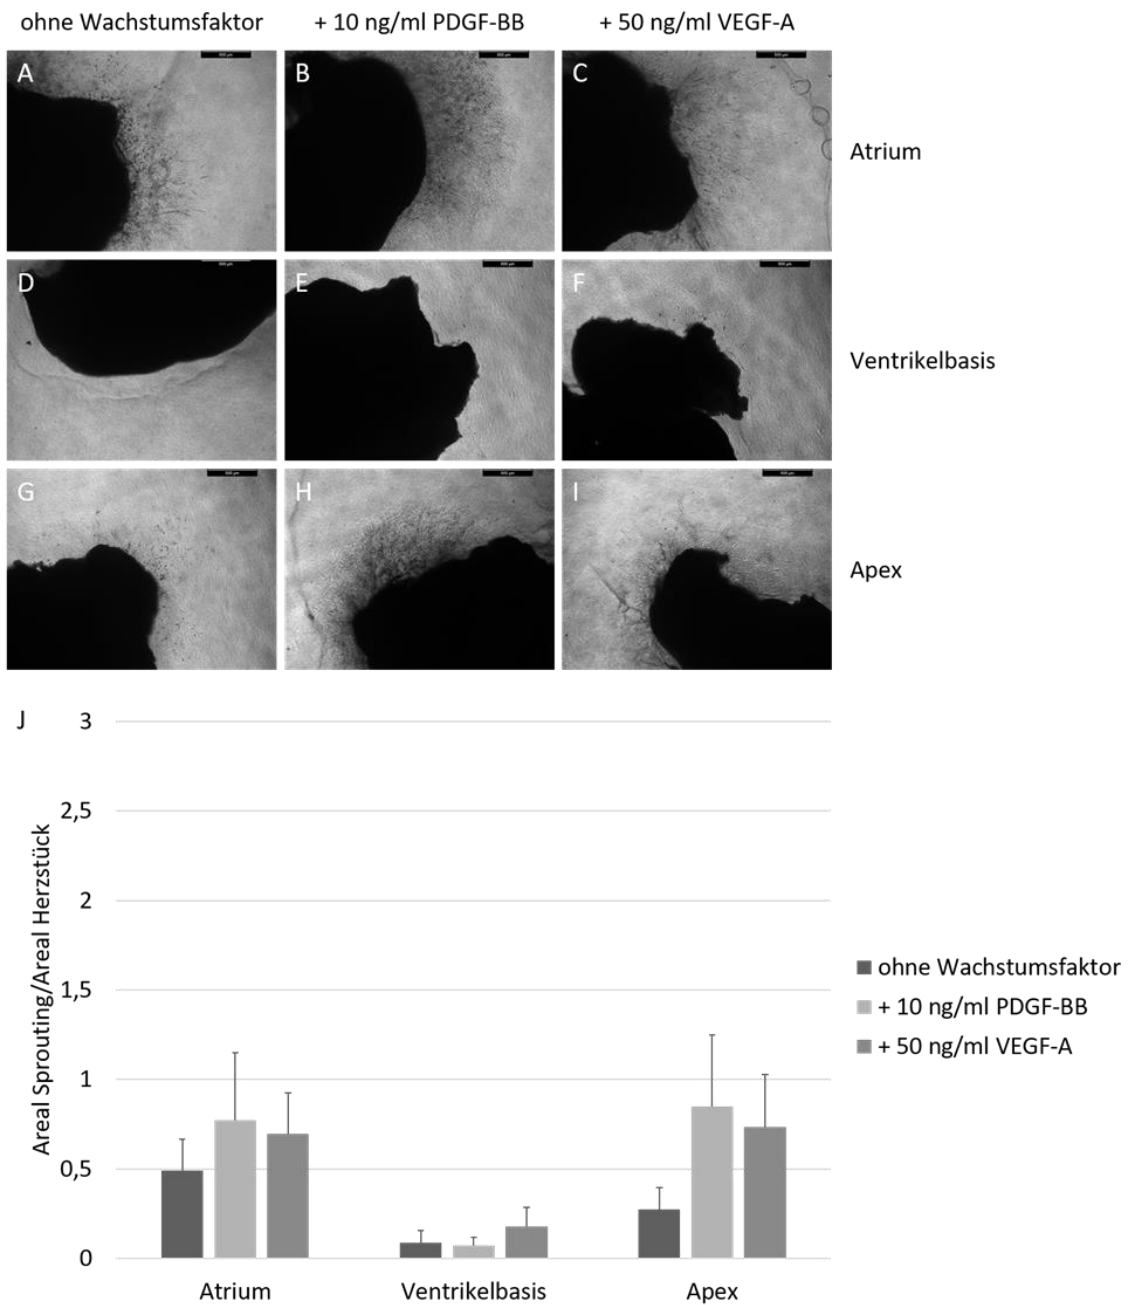 ohne Wachstumsfaktor
+ 10 ng/ml PDGF-BB
+ 50 ng/ml VEGF-A
A
B
C
Atrium
D
E
F
Ventrikelbasis
G
H
I
Apex
J
3
2,5
2
1,5
1
0,5
0
Areal Sprouting/Areal Herzstück
Atrium
Ventrikelbasis
Apex
ohne Wachstumsfaktor
+ 10 ng/ml PDGF-BB
+ 50 ng/ml VEGF-A